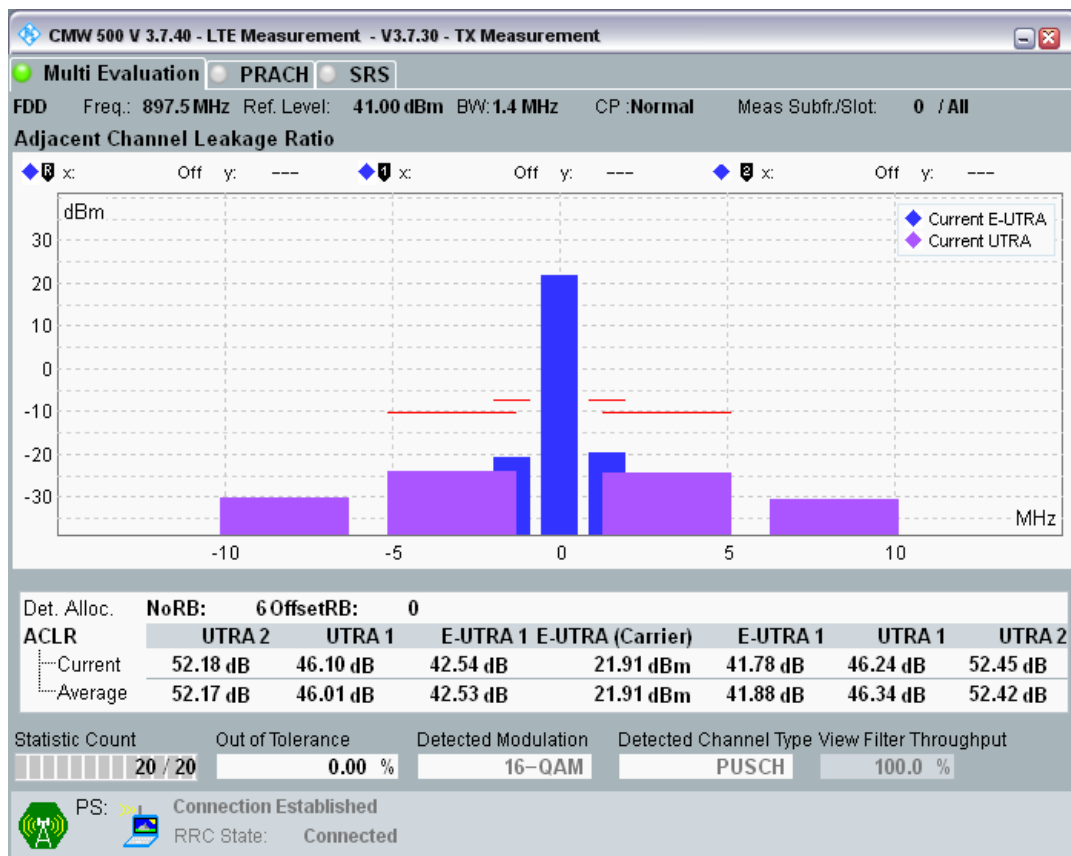 CMW 500 V 3.7.40 - LTE Measurement - V3.7.30 - TX Measurement
Multi Evaluation PRACH SRS
FDD Freq.: 897.5 MHz Ref. Level: 41.00 dBm BW: 1.4 MHz CP :Normal Meas Subfr./Slot: 0 / All
Adjacent Channel Leakage Ratio
R x: Off y: --- 1 x: Off y: --- 2 x: Off y: ---
dBm
Current E-UTRA
Current UTRA
30
20
10
0
-10
-20
-30
MHz
-10 -5 0 5 10
Det. Alloc. NoRB: 6 OffsetRB: 0
ACLR UTRA 2 UTRA 1 E-UTRA 1 E-UTRA (Carrier) E-UTRA 1 UTRA 1 UTRA 2
Current 52.18 dB 46.10 dB 42.54 dB 21.91 dBm 41.78 dB 46.24 dB 52.45 dB
Average 52.17 dB 46.01 dB 42.53 dB 21.91 dBm 41.88 dB 46.34 dB 52.42 dB
Statistic Count Out of Tolerance Detected Modulation Detected Channel Type View Filter Throughput
20 / 20 0.00 % 16-QAM PUSCH 100.0 %
PS: Connection Established
RRC State: Connected